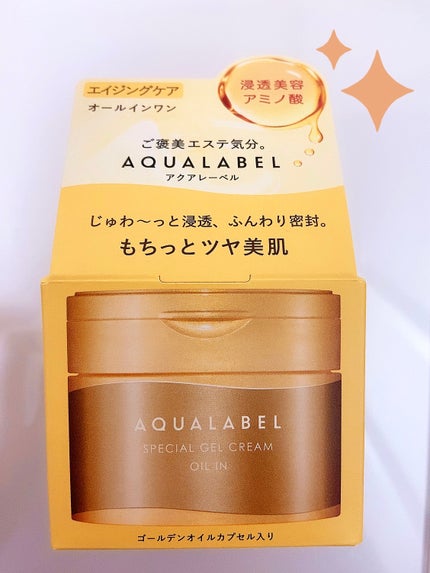 エイジングケア
オールインワン
浸透美容
アミノ酸
ご褒美エステ気分。
AQUALABEL
アクアレーベル
じゅわ～っと浸透、ふんわり密封。
もちっとツヤ美肌
AQUALABEL
SPECIAL GEL CREAM
OIL IN
ゴールデンオイルカプセル入り